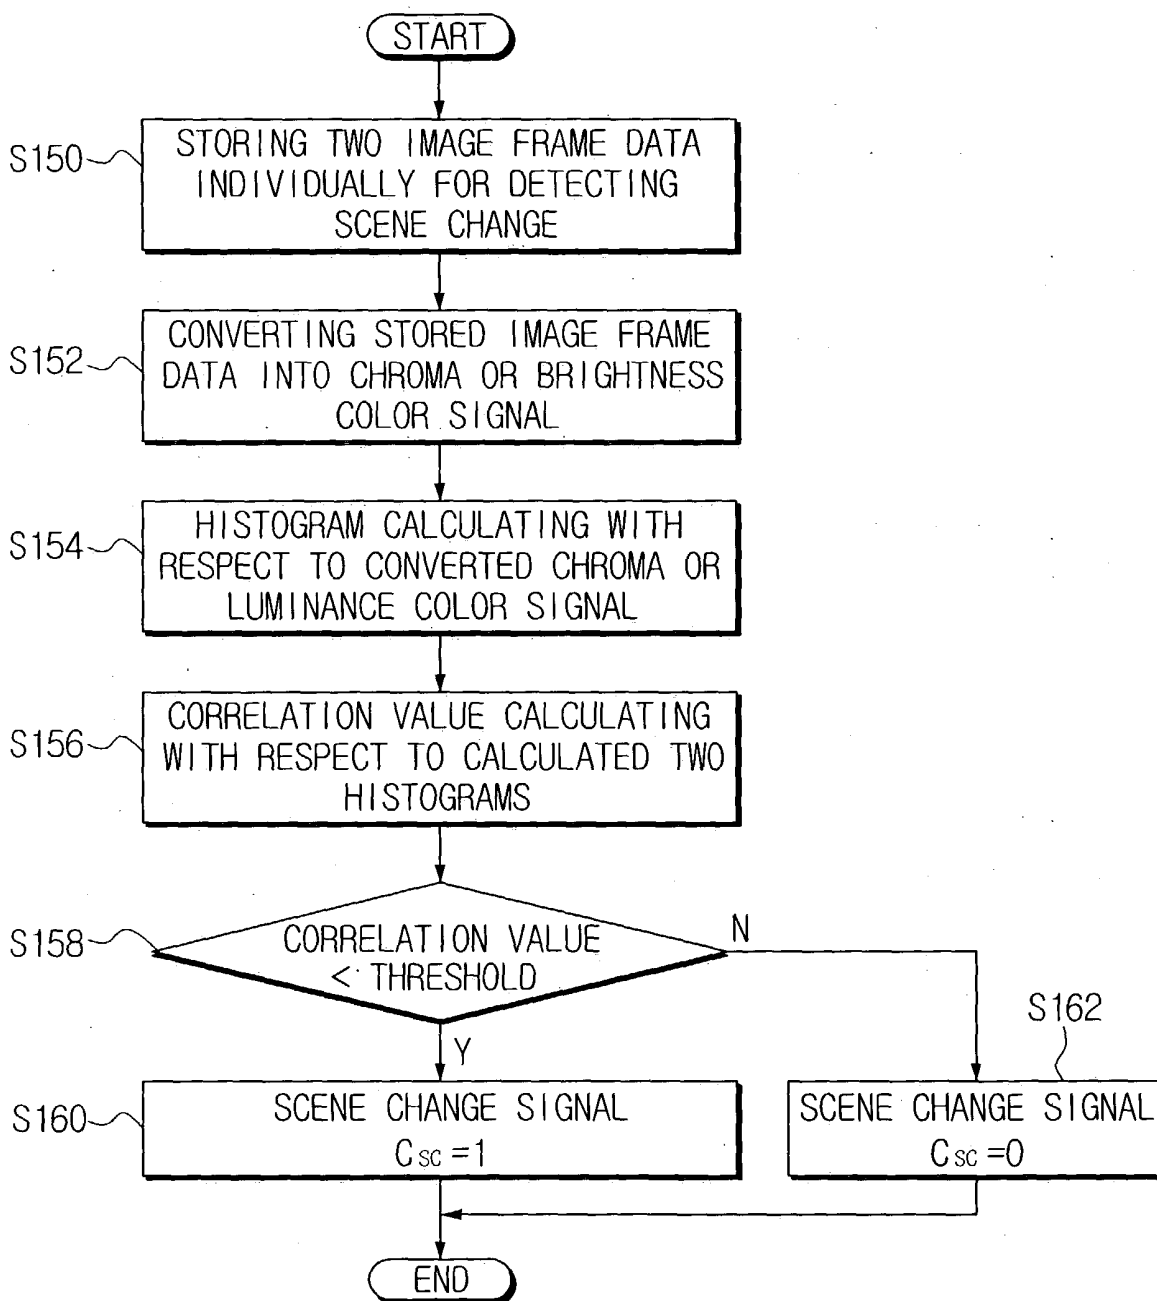 START
S150
STORING TWO IMAGE FRAME DATA
INDIVIDUALLY FOR DETECTING
SCENE CHANGE
S152
CONVERTING STORED IMAGE FRAME
DATA INTO CHROMA OR BRIGHTNESS
COLOR SIGNAL
S154
HISTOGRAM CALCULATING WITH
RESPECT TO CONVERTED CHROMA OR
LUMINANCE COLOR SIGNAL
S156
CORRELATION VALUE CALCULATING
WITH RESPECT TO CALCULATED TWO
HISTOGRAMS
S158
CORRELATION VALUE
< THRESHOLD
N
Y
S160
SCENE CHANGE SIGNAL
CSC=1
S162
SCENE CHANGE SIGNAL
CSC=0
END